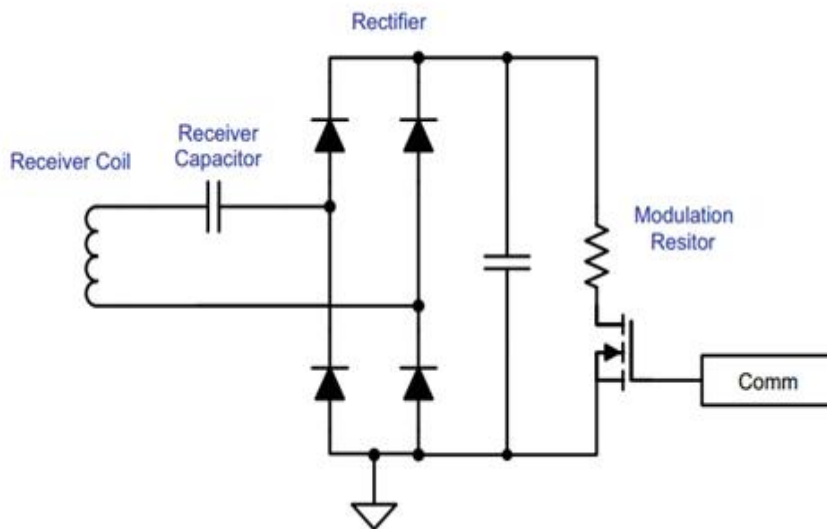 Rectifier
Receiver
Capacitor
Receiver Coil
Modulation
Resitor
Comm